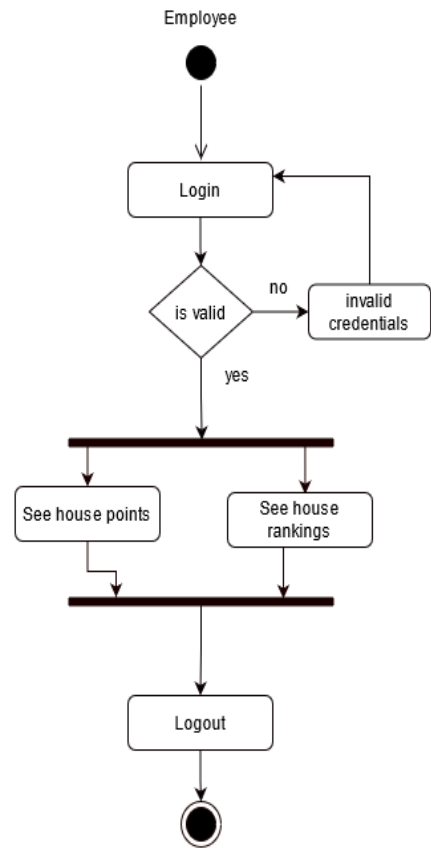 Employee
Login
is valid
no
invalid
credentials
yes
See house points
See house
rankings
Logout